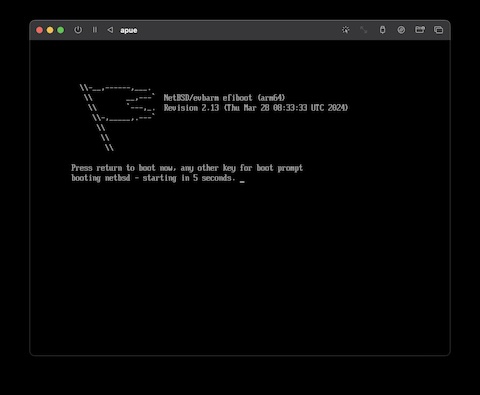 apue
NetBSD/evbarm efiboot (arm64)
Revision 2.13 (Thu Mar 28 08:33:33 UTC 2024)
Press return to boot now, any other key for boot prompt
booting netbsd - starting in 5 seconds. _